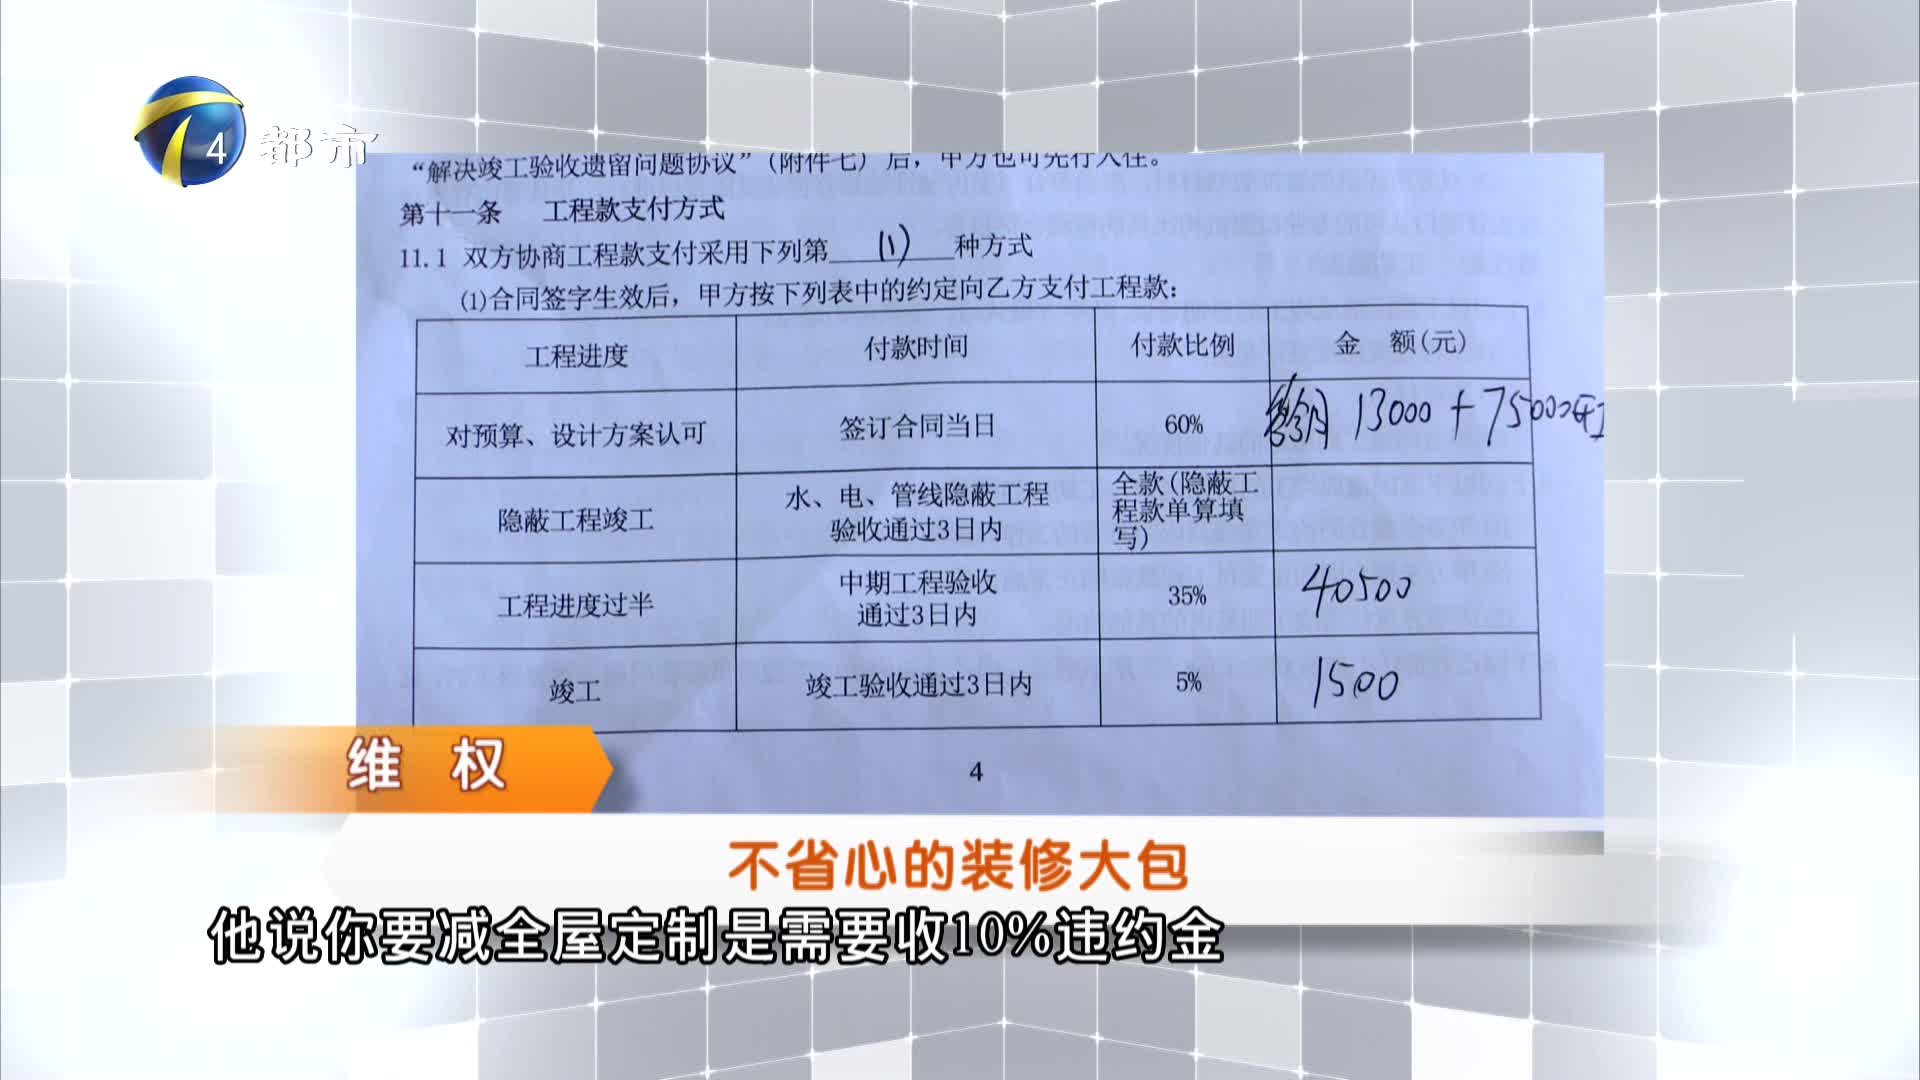 4 都市
“解决竣工验收遗留问题协议”(附件七)后，甲方也可先行入住。
第十一条 工程款支付方式
11.1 双方协商工程款支付采用下列第 (1) 种方式
(1)合同签字生效后，甲方按下列表中的约定向乙方支付工程款：
工程进度 付款时间 付款比例 金 额(元)
对预算、设计方案认可 签订合同当日 60% 13000+75000
隐蔽工程竣工 水、电、管线隐蔽工程
验收通过3日内 全款(隐蔽工
程款单算填
写)
工程进度过半 中期工程验收
通过3日内 35% 40500
竣工 竣工验收通过3日内 5% 1500
4
维 权
不省心的装修大包
他说你要减全屋定制是需要收10%违约金